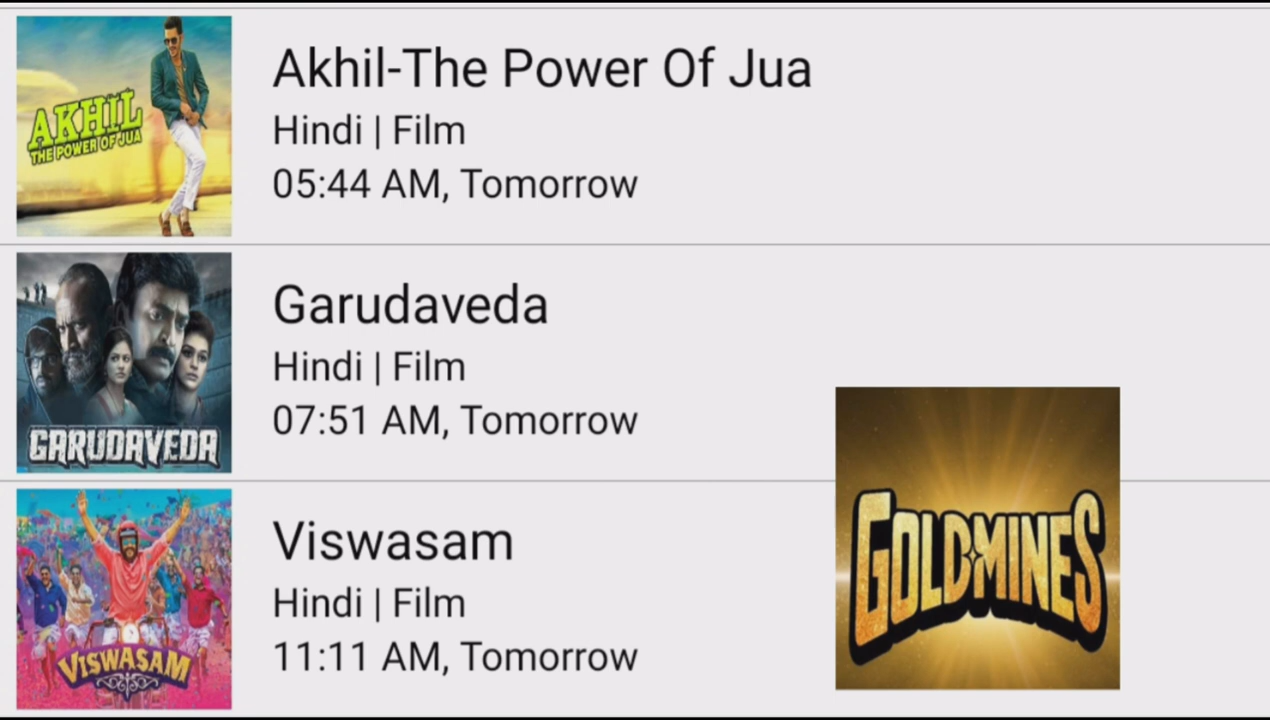 AKHIL
THE POWER OF JUA
Akhil-The Power Of Jua
Hindi | Film
05:44 AM, Tomorrow
GARUDAVEDA
Garudaveda
Hindi | Film
07:51 AM, Tomorrow
VISWASAM
Viswasam
Hindi | Film
11:11 AM, Tomorrow
GOLDMINES